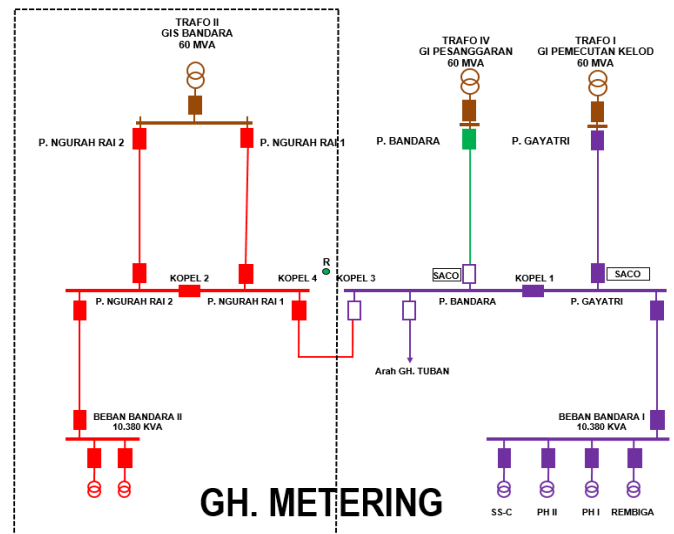 TRAFO II
GIS BANDARA
60 MVA
TRAFO IV
GI PESANGGARAN
60 MVA
TRAFO I
GI PEMECUTAN KELOD
60 MVA
P. NGURAH RAI 2
P. NGURAH RAI 1
P. BANDARA
P. GAYATRI
R
KOPEL 2
KOPEL 4
KOPEL 3
SACO
KOPEL 1
SACO
P. NGURAH RAI 2
P. NGURAH RAI 1
P. BANDARA
P. GAYATRI
Arah GH. TUBAN
BEBAN BANDARA II
10.380 KVA
BEBAN BANDARA I
10.380 KVA
GH. METERING
SS-C
PH II
PH I
REMBIGA